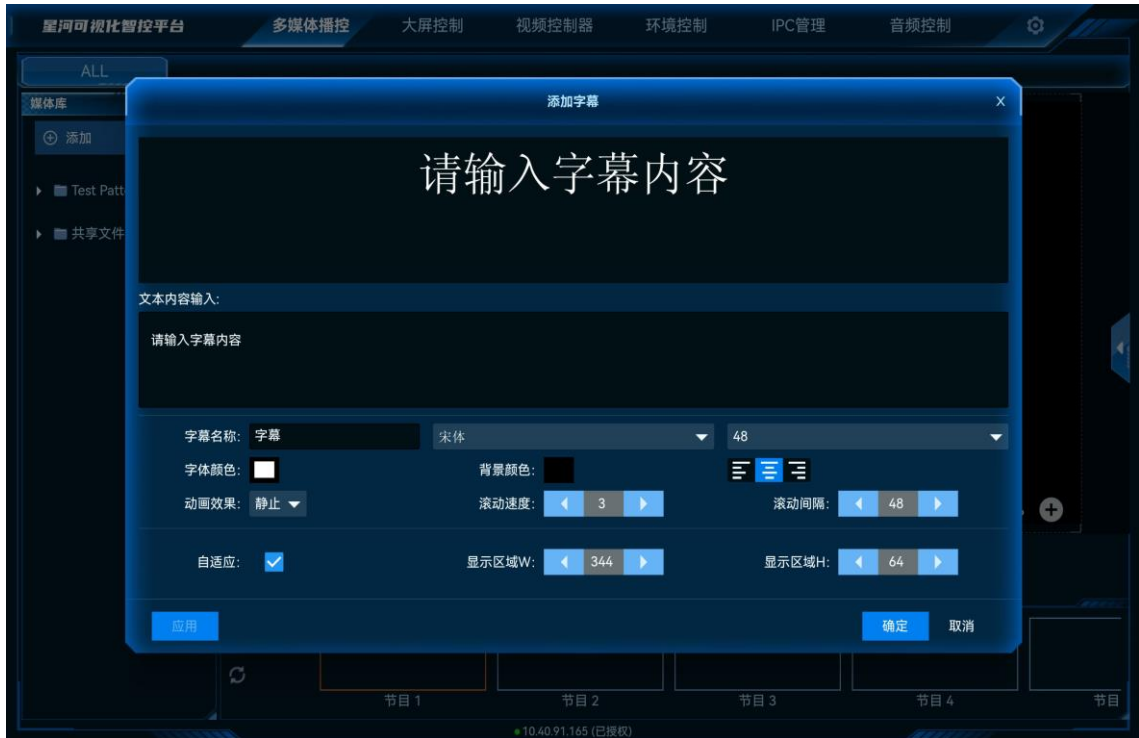 星河可视化智控平台 多媒体播控 大屏控制 视频控制器 环境控制 IPC管理 音频控制
ALL
媒体库
添加字幕 X
添加
请输入字幕内容
Test Patt
共享文件
文本内容输入:
请输入字幕内容
字幕名称: 字幕 宋体 48
字体颜色: 背景颜色:
动画效果: 静止 滚动速度: 3 滚动间隔: 48
自适应: 显示区域W: 344 显示区域H: 64
应用 确定 取消
节目 1 节目 2 节目 3 节目 4 节目
10.40.91.165 (已授权)